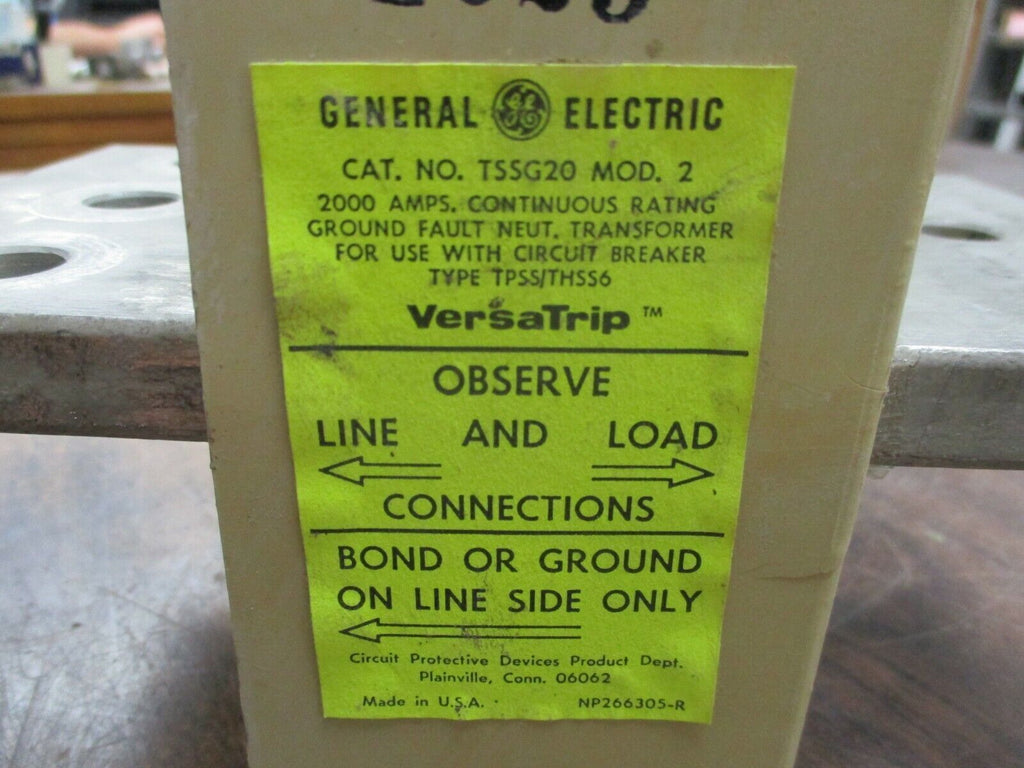 GENERAL GE ELECTRIC
CAT. NO. TSSG20 MOD. 2
2000 AMPS. CONTINUOUS RATING
GROUND FAULT NEUT. TRANSFORMER
FOR USE WITH CIRCUIT BREAKER
TYPE TPSS/THSS6
VersaTrip ™
OBSERVE
LINE AND LOAD
CONNECTIONS
BOND OR GROUND
ON LINE SIDE ONLY
Circuit Protective Devices Product Dept.
Plainville, Conn. 06062
Made in U.S.A. NP266305-R